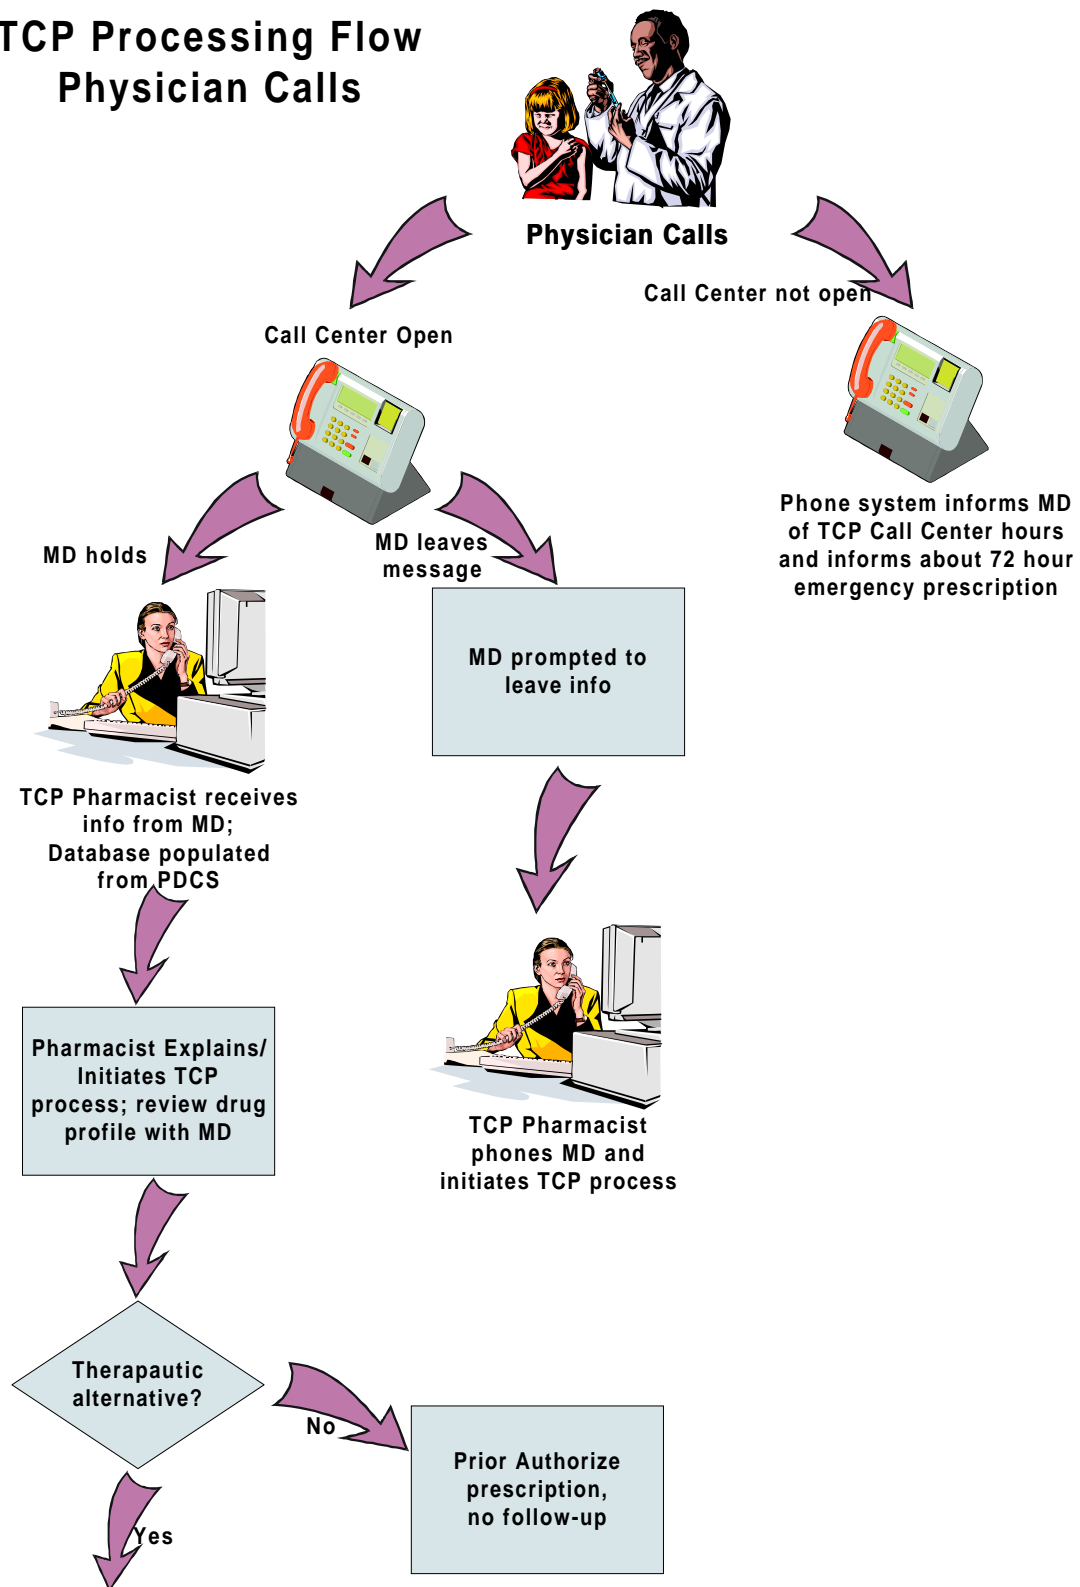 TCP Processing Flow
Physician Calls
Physician Calls
Call Center not open
Call Center Open
Phone system informs MD
of TCP Call Center hours
and informs about 72 hour
emergency prescription
MD holds
MD leaves
message
MD prompted to
leave info
TCP Pharmacist receives
info from MD;
Database populated
from PDCS
Pharmacist Explains/
Initiates TCP
process; review drug
profile with MD
TCP Pharmacist
phones MD and
initiates TCP process
Therapautic
alternative?
No
Prior Authorize
prescription,
no follow-up
Yes